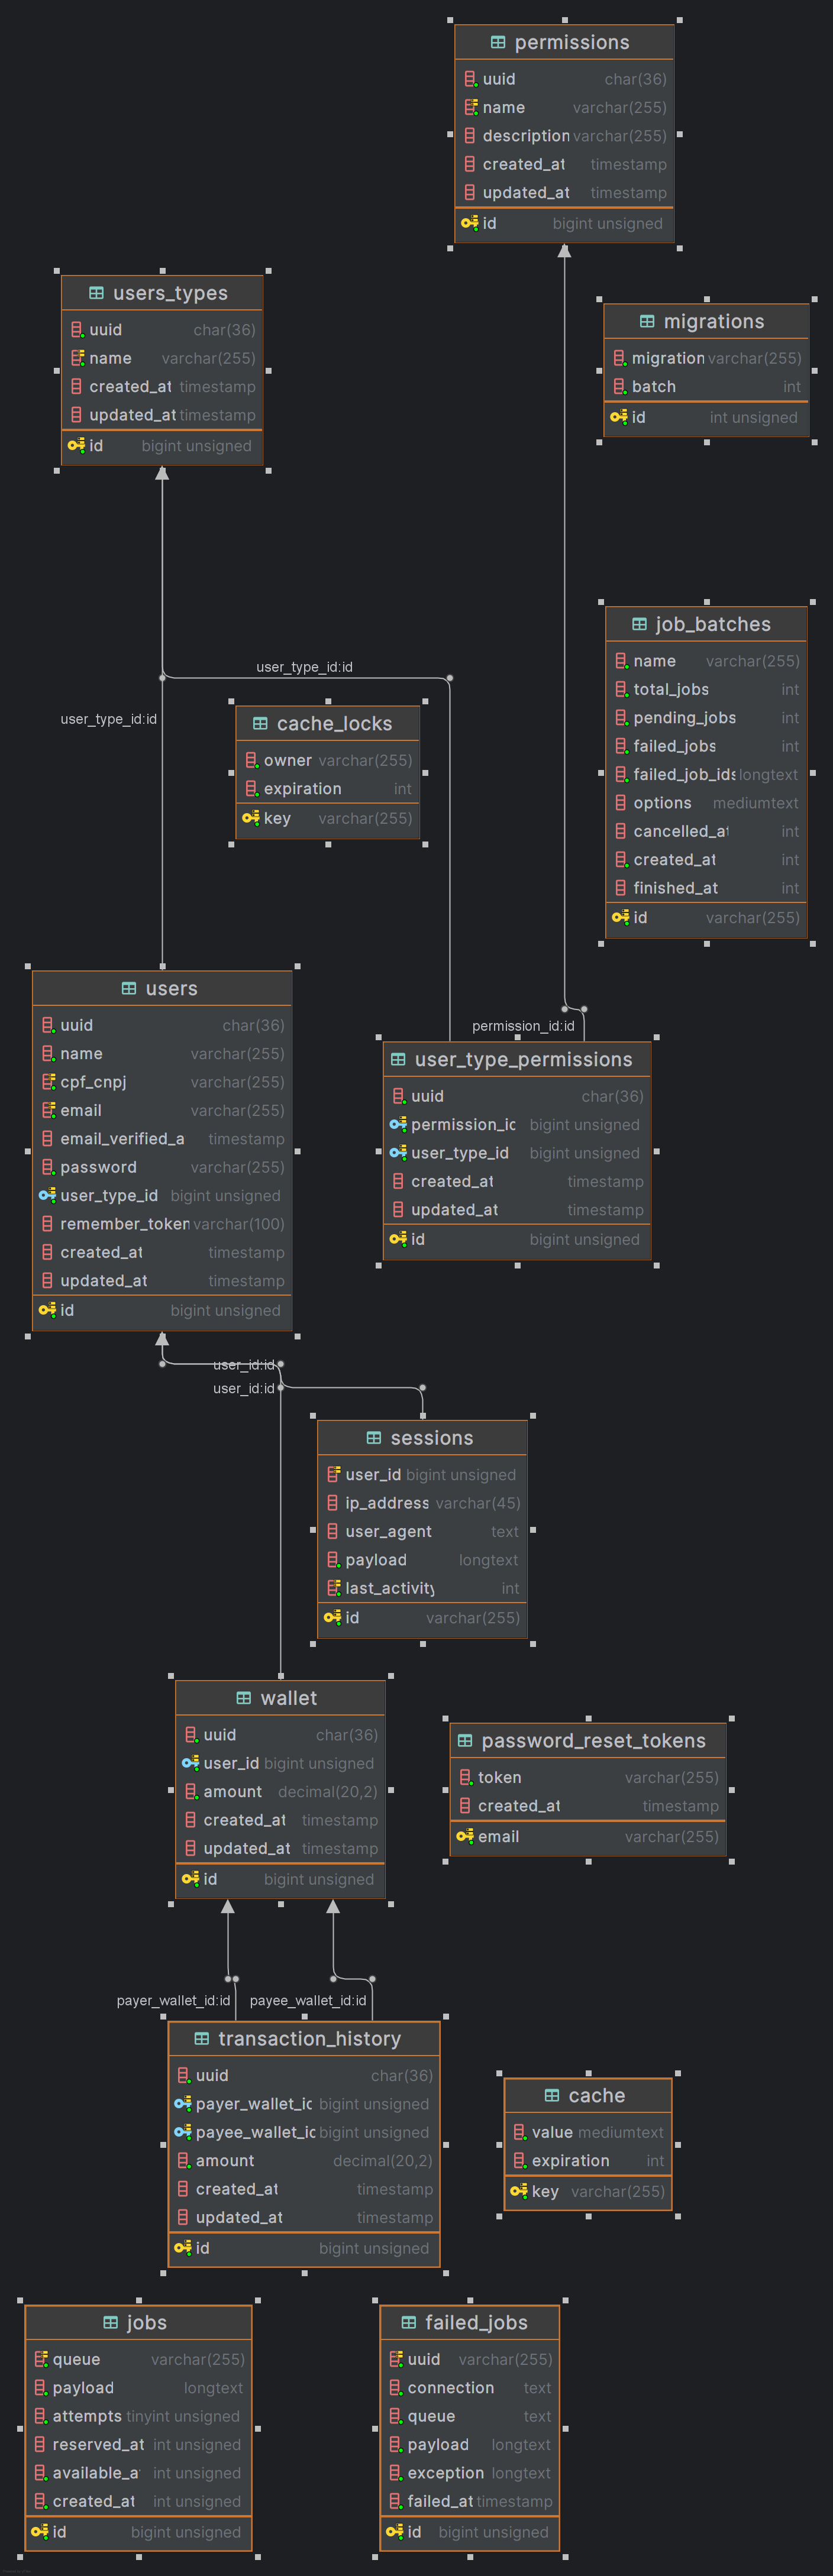 permissions
uuid char(36)
name varchar(255)
description varchar(255)
created_at timestamp
updated_at timestamp
id bigint unsigned
users_types
uuid char(36)
name varchar(255)
created_at timestamp
updated_at timestamp
id bigint unsigned
migrations
migration varchar(255)
batch int
id int unsigned
job_batches
name varchar(255)
total_jobs int
pending_jobs int
failed_jobs int
failed_job_ids longtext
options mediumtext
cancelled_at int
created_at int
finished_at int
id varchar(255)
user_type_id:id
user_type_id:id
cache_locks
owner varchar(255)
expiration int
key varchar(255)
users
uuid char(36)
name varchar(255)
cpf_cnpj varchar(255)
email varchar(255)
email_verified_a timestamp
password varchar(255)
user_type_id bigint unsigned
remember_token varchar(100)
created_at timestamp
updated_at timestamp
id bigint unsigned
permission_id:id
user_type_permissions
uuid char(36)
permission_ic bigint unsigned
user_type_id bigint unsigned
created_at timestamp
updated_at timestamp
id bigint unsigned
user_id:id
user_id:id
sessions
user_id bigint unsigned
ip_address varchar(45)
user_agent text
payload longtext
last_activity int
id varchar(255)
wallet
uuid char(36)
user_id bigint unsigned
amount decimal(20,2)
created_at timestamp
updated_at timestamp
id bigint unsigned
password_reset_tokens
token varchar(255)
created_at timestamp
email varchar(255)
payer_wallet_id:id
payee_wallet_id:id
transaction_history
uuid char(36)
payer_wallet_ic bigint unsigned
payee_wallet_ic bigint unsigned
amount decimal(20,2)
created_at timestamp
updated_at timestamp
id bigint unsigned
cache
value mediumtext
expiration int
key varchar(255)
jobs
queue varchar(255)
payload longtext
attempts tinyint unsigned
reserved_at int unsigned
available_a int unsigned
created_at int unsigned
id bigint unsigned
failed_jobs
uuid varchar(255)
connection text
queue text
payload longtext
exception longtext
failed_at timestamp
id bigint unsigned